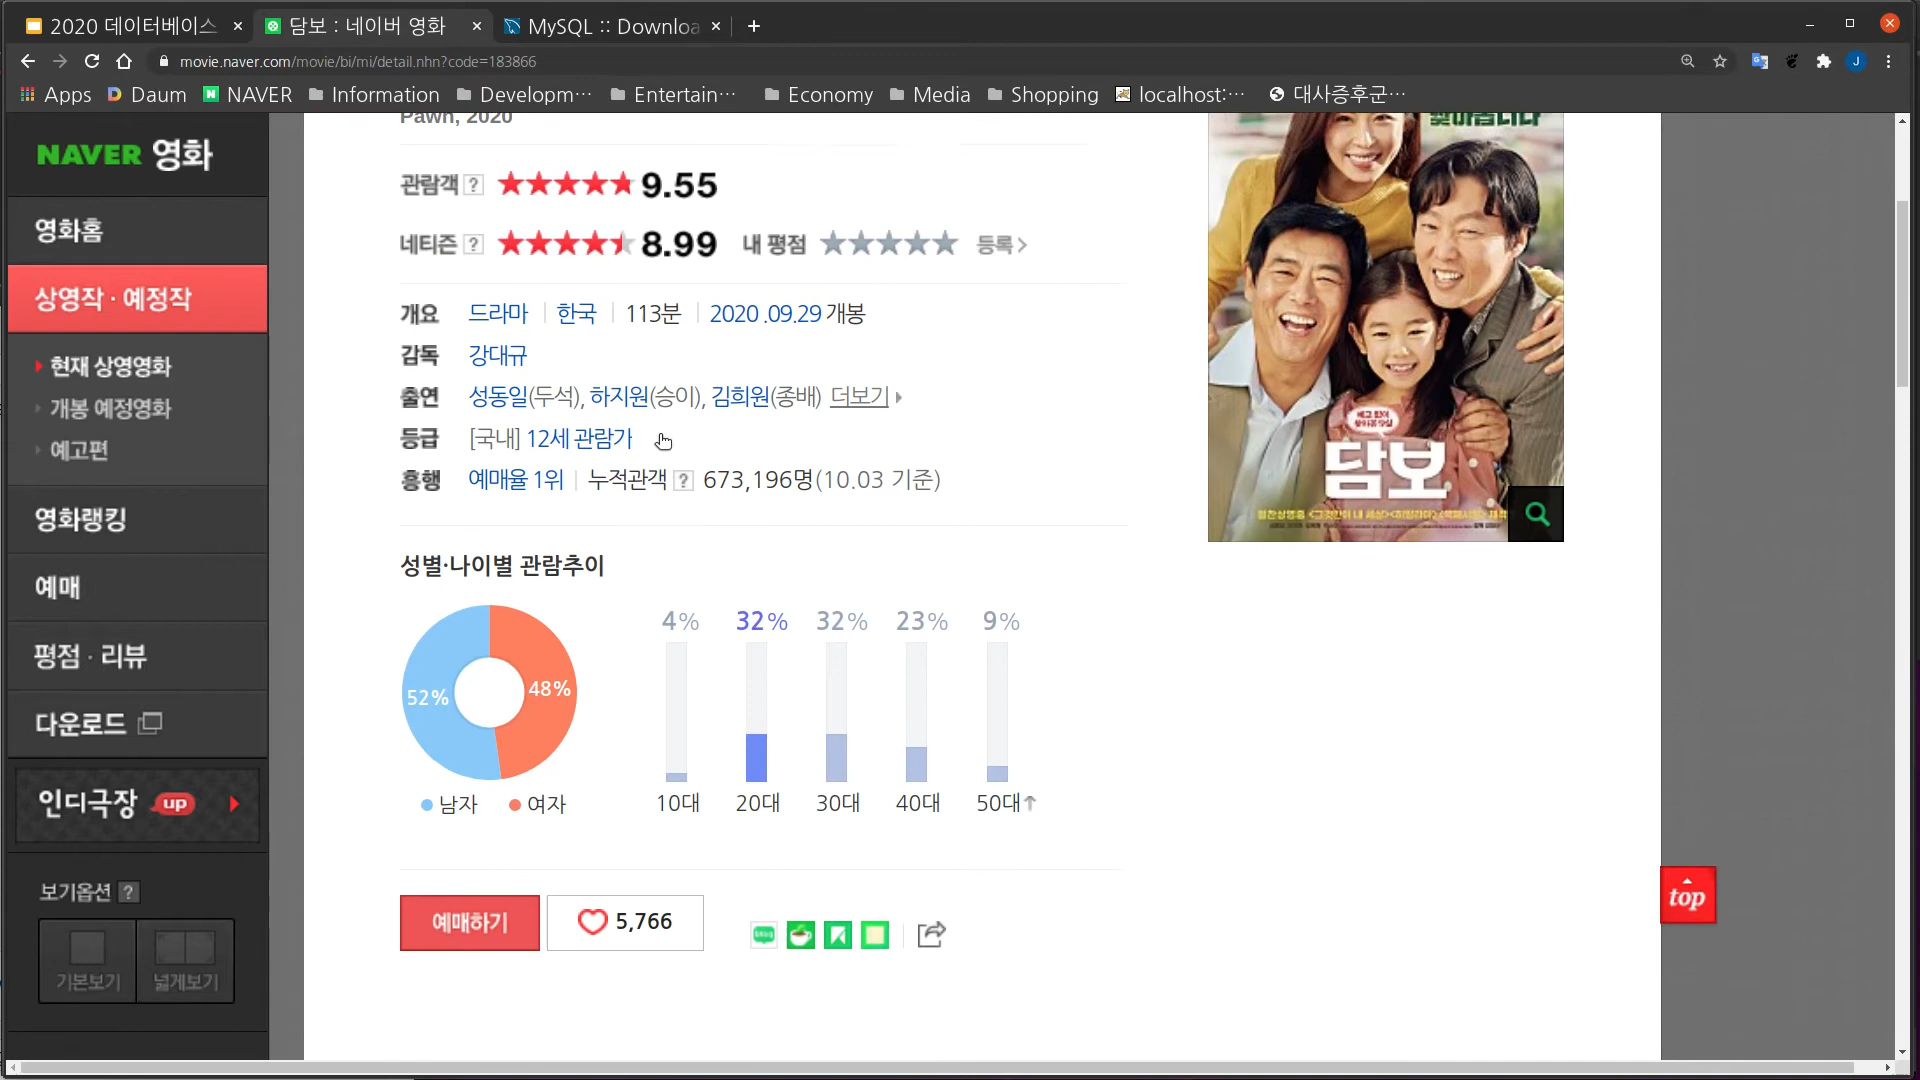 2020 데이터베이스
담보 : 네이버 영화
MySQL :: Downloa
movie.naver.com/movie/bi/mi/detail.nhn?code=183866
J
Apps
Daum
NAVER
Information
Developm···
Entertain···
Economy
Media
Shopping
localhost:···
대사증후군···
NAVER 영화
영화홈
상영작 · 예정작
현재 상영영화
개봉 예정영화
예고편
영화랭킹
예매
평점 · 리뷰
다운로드
인디극장 up
보기옵션 ?
기본보기
넓게보기
Pawn, 2020
관람객 ? 9.55
네티즌 ? 8.99 내 평점 등록
개요 드라마 한국 113분 2020 .09.29 개봉
감독 강대규
출연 성동일(두석), 하지원(승이), 김희원(종배) 더보기
등급 [국내] 12세 관람가
흥행 예매율 1위 누적관객 ? 673,196명(10.03 기준)
성별·나이별 관람추이
52% 48%
남자 여자
4% 32% 32% 23% 9%
10대 20대 30대 40대 50대↑
예매하기
5,766
찾아옵니다
담보
top